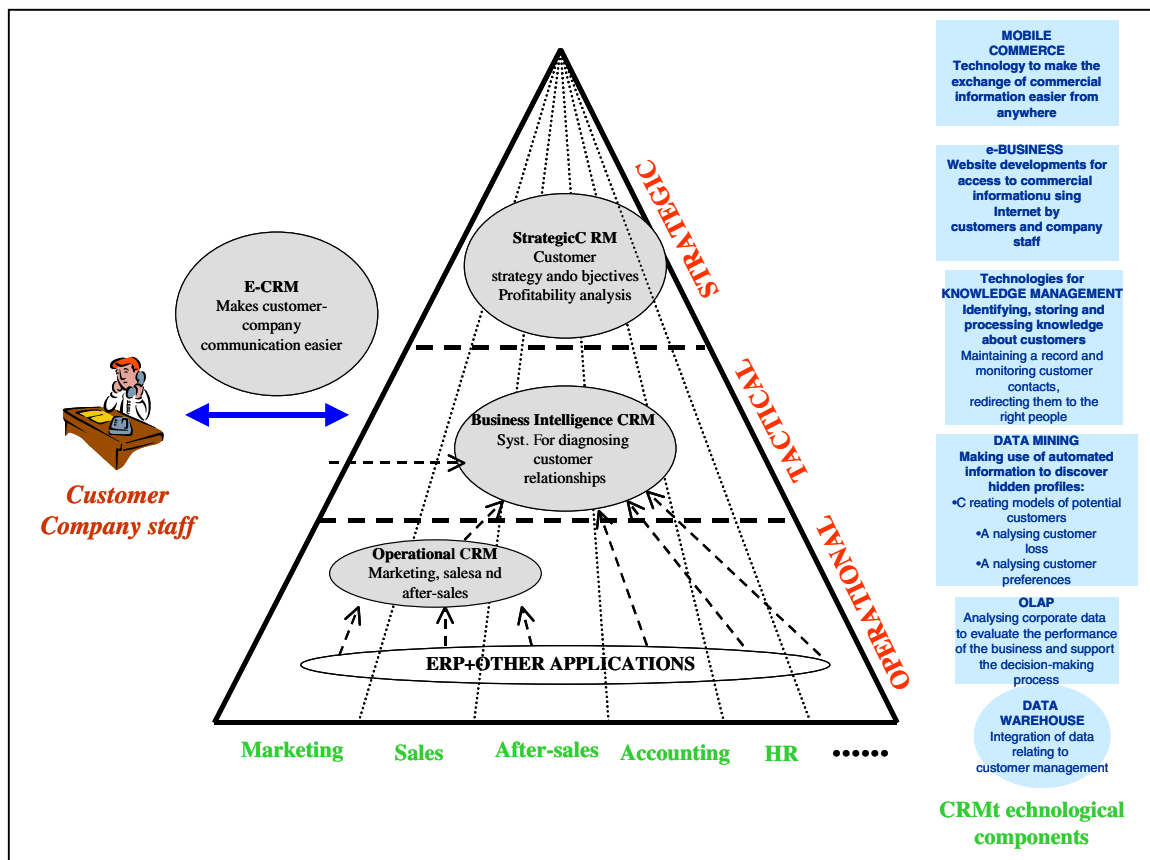 STRATEGIC
TACTICAL
OPERATIONAL
StrategicC RM
Customer
strategy ando bjectives
Profitability analysis
E-CRM
Makes customer-
company
communication easier
Customer
Company staff
Business Intelligence CRM
Syst. For diagnosing
customer
relationships
Operational CRM
Marketing, salesa nd
after-sales
ERP+OTHER APPLICATIONS
Marketing
Sales
After-sales
Accounting
HR
••••••
MOBILE
COMMERCE
Technology to make the
exchange of commercial
information easier from
anywhere
e-BUSINESS
Website developments for
access to commercial
informationu sing
Internet by
customers and company
staff
Technologies for
KNOWLEDGE MANAGEMENT
Identifying, storing and
processing knowledge
about customers
Maintaining a record and
monitoring customer
contacts,
redirecting them to the
right people
DATA MINING
Making use of automated
information to discover
hidden profiles:
•C reating models of potential
customers
•A nalysing customer
loss
•A nalysing customer
preferences
OLAP
Analysing corporate data
to evaluate the performance
of the business and support
the decision-making
process
DATA
WAREHOUSE
Integration of data
relating to
customer management
CRMt echnological
components